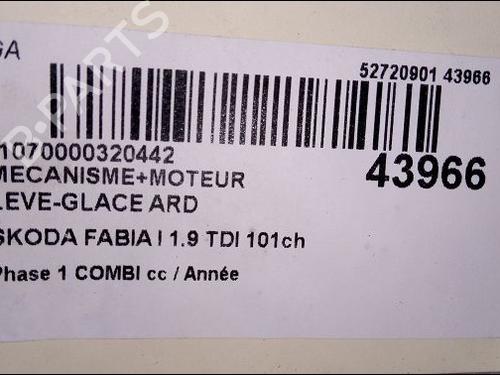 GA
B-PARTS
52720901 43966
1070000320442
43966
MECANISME+MOTEUR
LEVE-GLACE ARD
SKODA FABIA I 1.9 TDI 101ch
Phase 1 COMBI cc / Année